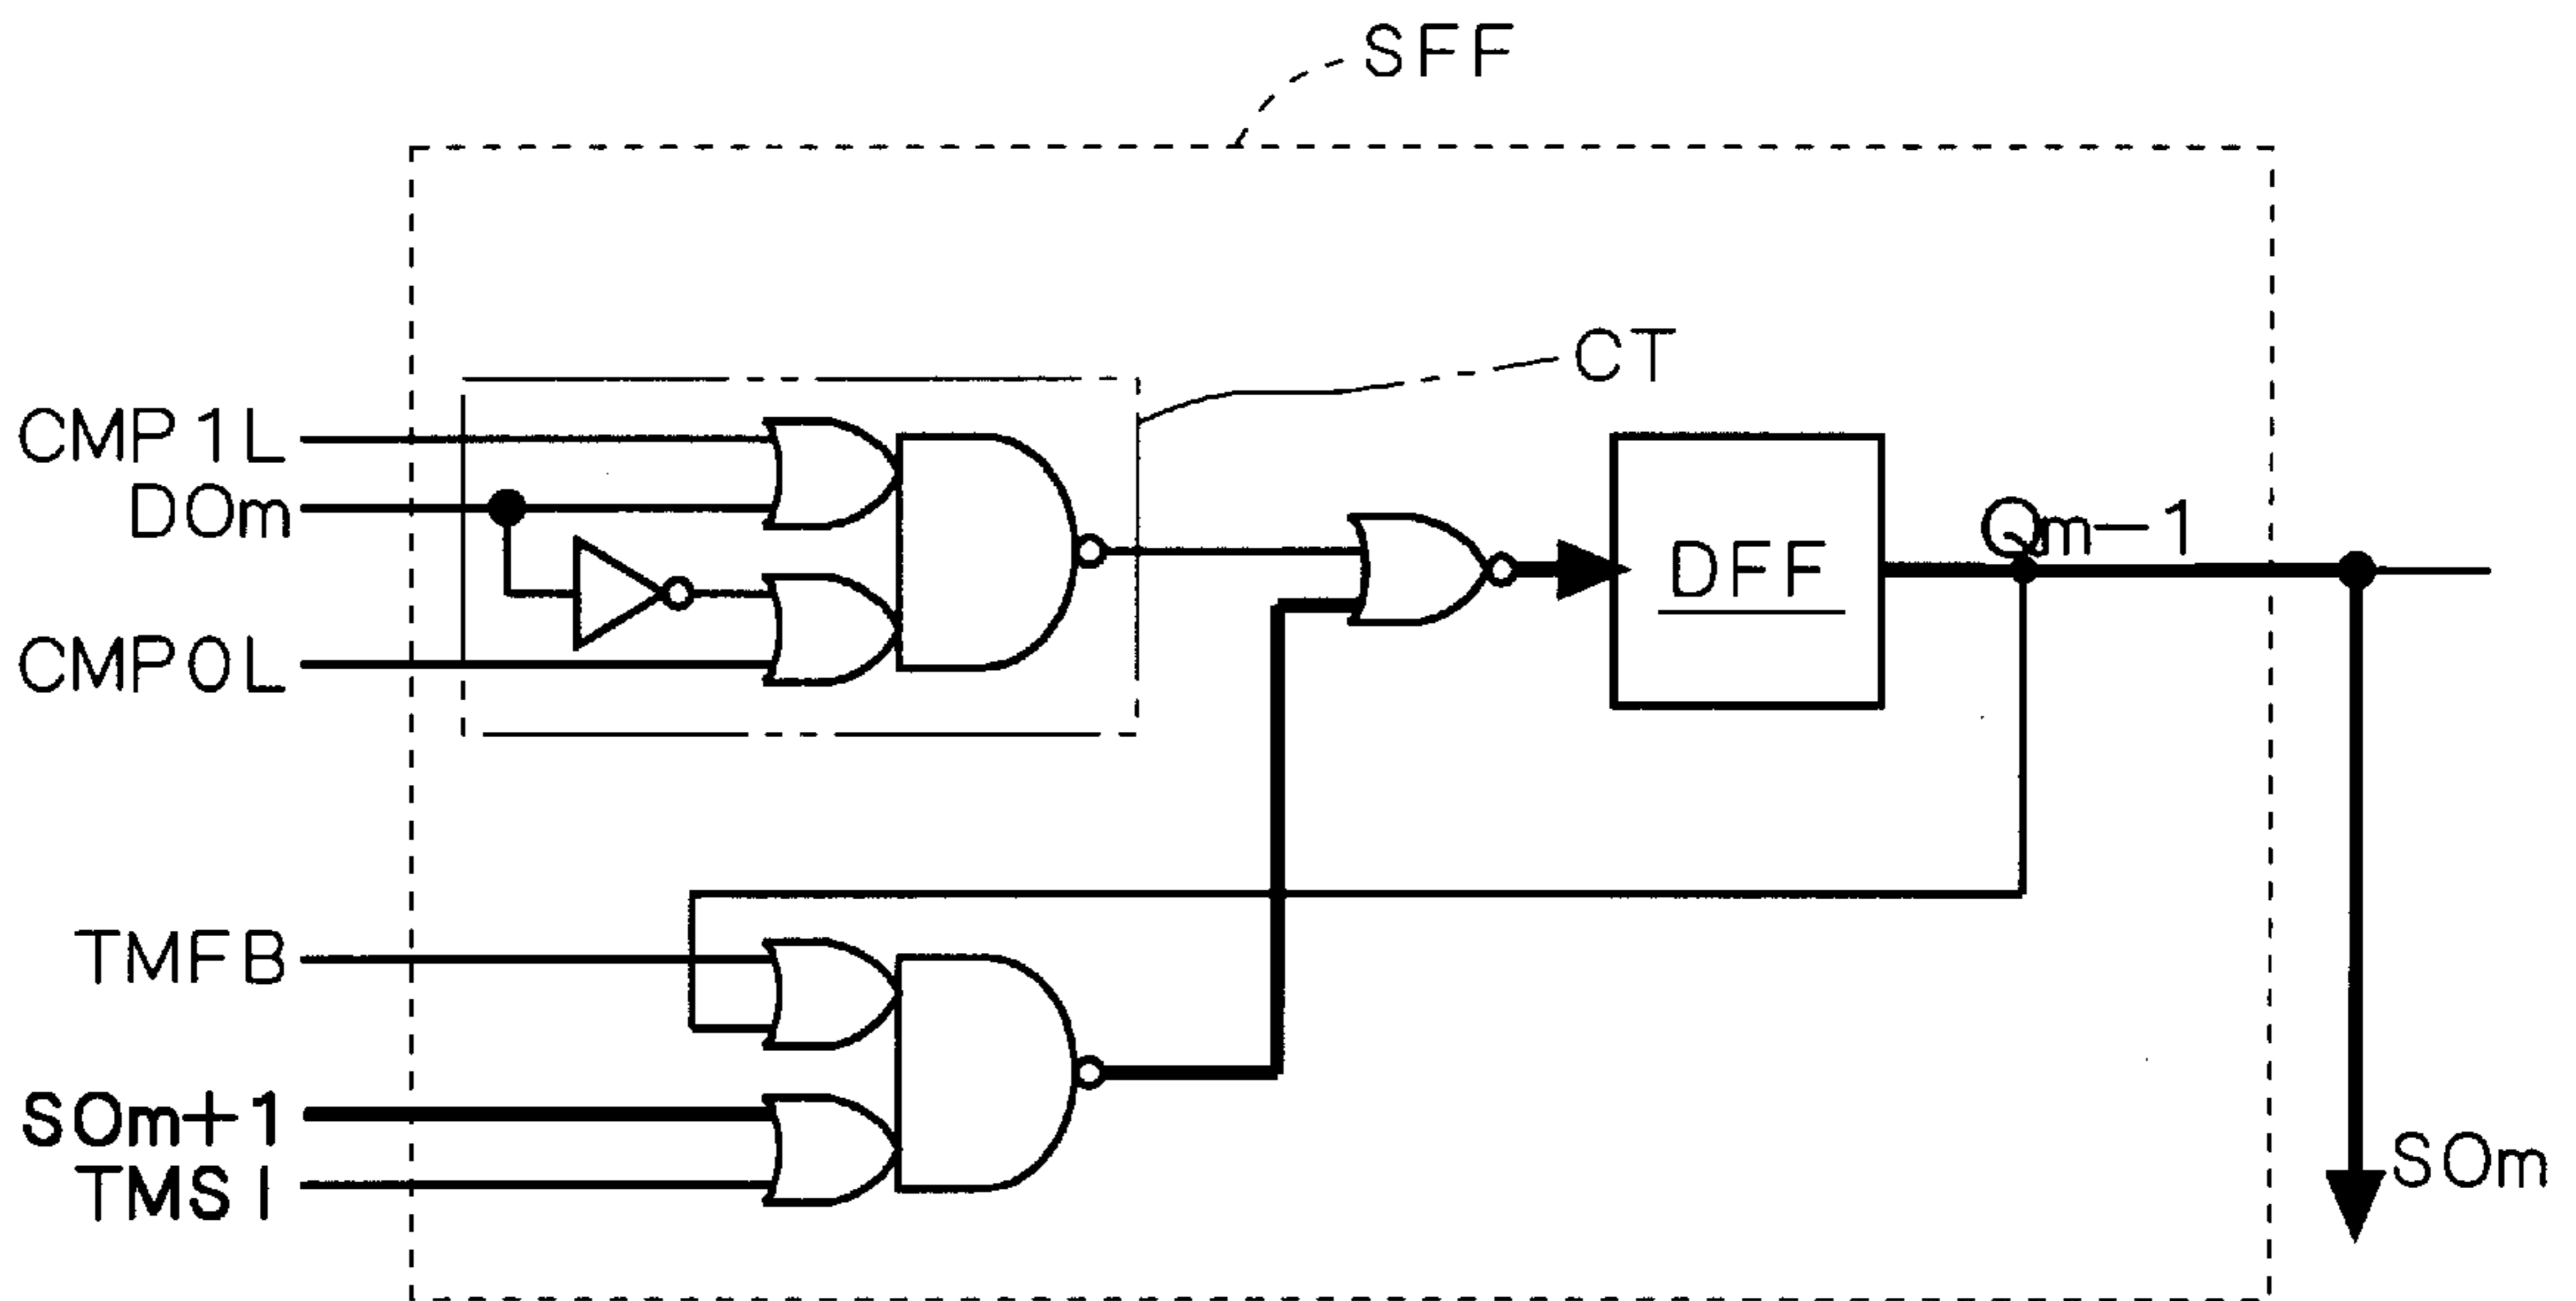 SFF
CT
CMP1L
DOm
CMP0L
DFF
Qm-1
TMFB
SOm+1
TMSI
SOm